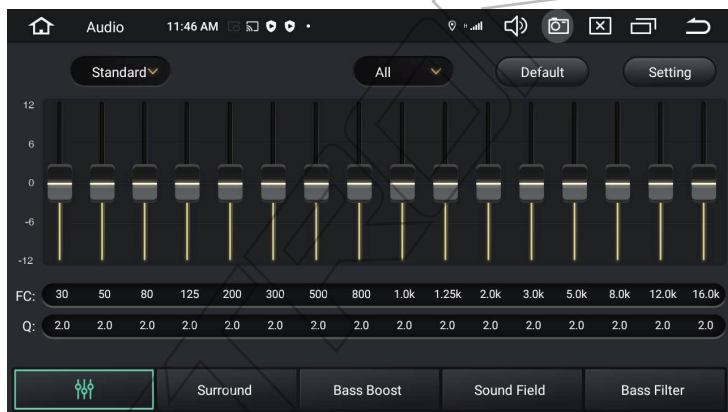 Audio 11:46 AM
Standard All Default Setting
12
6
0
-6
-12
FC: 30 50 80 125 200 300 500 800 1.0k 1.25k 2.0k 3.0k 5.0k 8.0k 12.0k 16.0k
Q: 2.0 2.0 2.0 2.0 2.0 2.0 2.0 2.0 2.0 2.0 2.0 2.0 2.0 2.0 2.0 2.0
Surround Bass Boost Sound Field Bass Filter